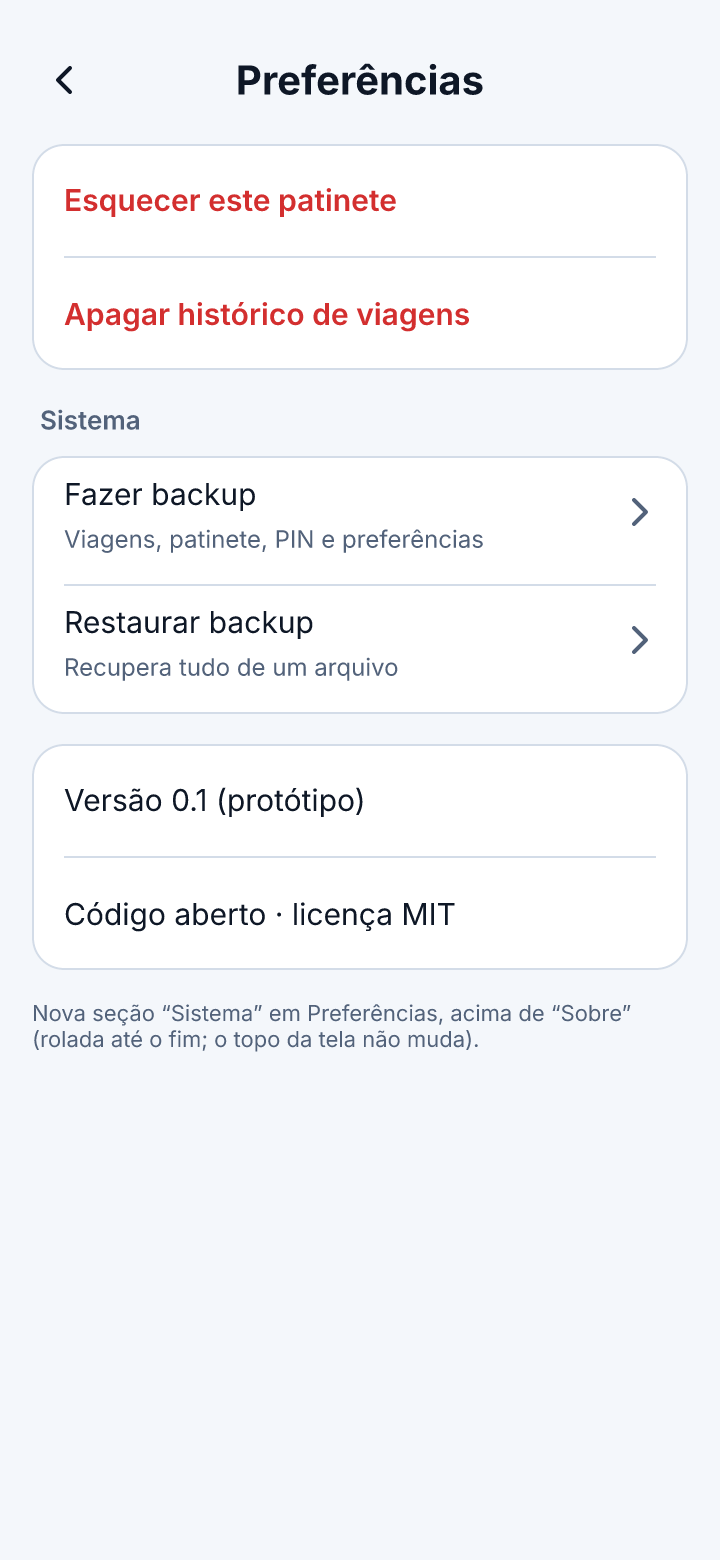 Preferências
Esquecer este patinete
Apagar histórico de viagens
Sistema
Fazer backup
Viagens, patinete, PIN e preferências
Restaurar backup
Recupera tudo de um arquivo
Versão 0.1 (protótipo)
Código aberto · licença MIT
Nova seção “Sistema” em Preferências, acima de “Sobre”
(rolada até o fim; o topo da tela não muda).